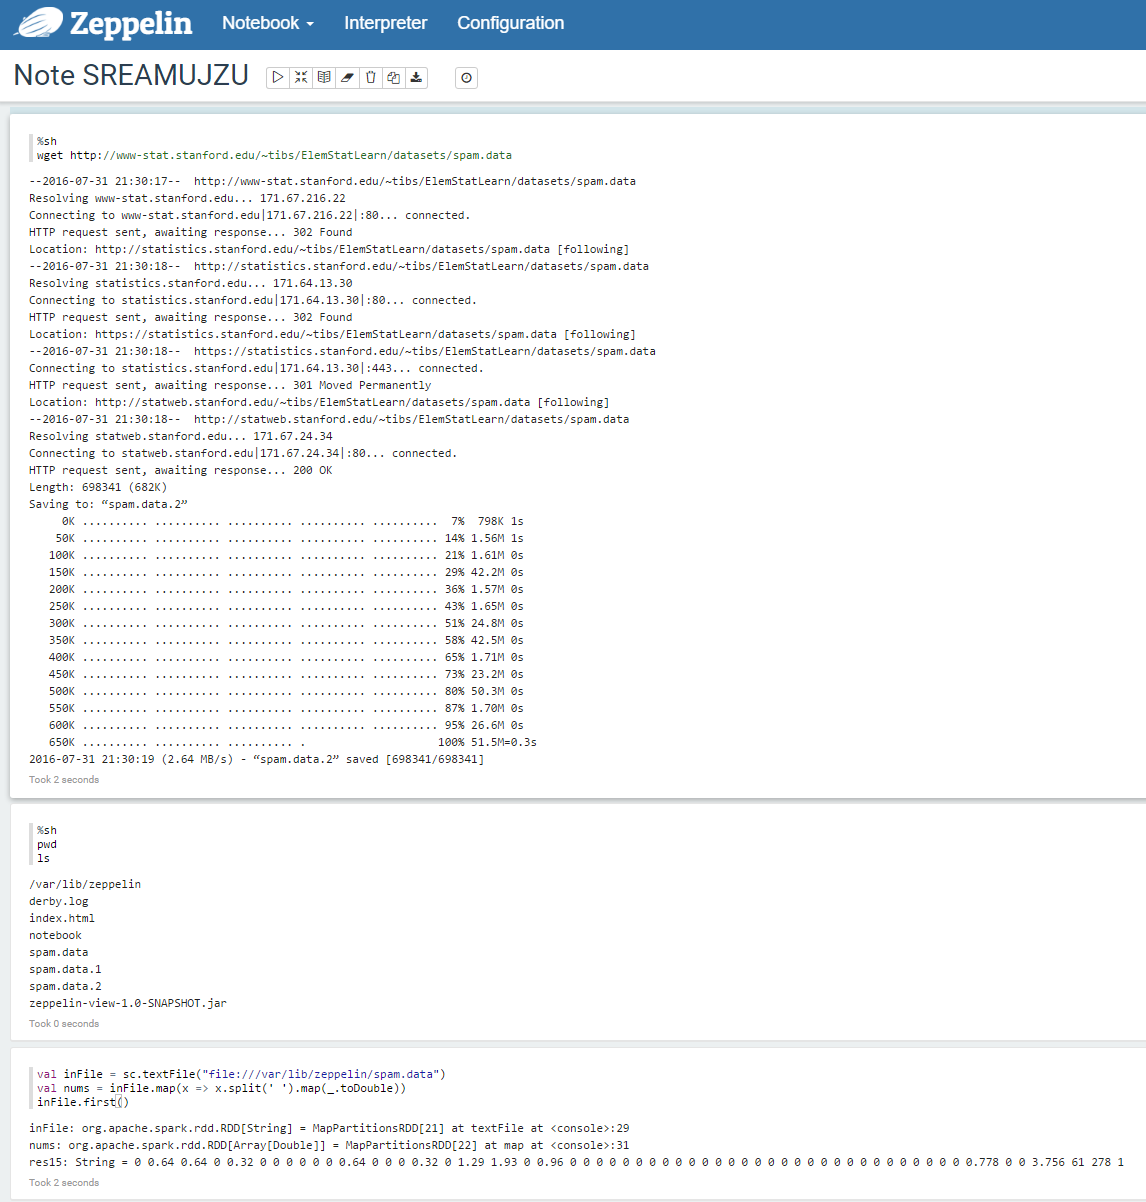 Zeppelin Notebook Interpreter Configuration
Note SREAMUJZU
%sh
wget http://www-stat.stanford.edu/~tibs/ElemStatLearn/datasets/spam.data
--2016-07-31 21:30:17--  http://www-stat.stanford.edu/~tibs/ElemStatLearn/datasets/spam.data
Resolving www-stat.stanford.edu... 171.67.216.22
Connecting to www-stat.stanford.edu|171.67.216.22|:80... connected.
HTTP request sent, awaiting response... 302 Found
Location: http://statistics.stanford.edu/~tibs/ElemStatLearn/datasets/spam.data [following]
--2016-07-31 21:30:18--  http://statistics.stanford.edu/~tibs/ElemStatLearn/datasets/spam.data
Resolving statistics.stanford.edu... 171.64.13.30
Connecting to statistics.stanford.edu|171.64.13.30|:80... connected.
HTTP request sent, awaiting response... 302 Found
Location: https://statistics.stanford.edu/~tibs/ElemStatLearn/datasets/spam.data [following]
--2016-07-31 21:30:18--  https://statistics.stanford.edu/~tibs/ElemStatLearn/datasets/spam.data
Connecting to statistics.stanford.edu|171.64.13.30|:443... connected.
HTTP request sent, awaiting response... 301 Moved Permanently
Location: http://statweb.stanford.edu/~tibs/ElemStatLearn/datasets/spam.data [following]
--2016-07-31 21:30:18--  http://statweb.stanford.edu/~tibs/ElemStatLearn/datasets/spam.data
Resolving statweb.stanford.edu... 171.67.24.34
Connecting to statweb.stanford.edu|171.67.24.34|:80... connected.
HTTP request sent, awaiting response... 200 OK
Length: 698341 (682K)
Saving to: “spam.data.2”
0K .......... .......... .......... .......... ..........  7%  798K 1s
50K .......... .......... .......... .......... .......... 14% 1.56M 1s
100K .......... .......... .......... .......... .......... 21% 1.61M 0s
150K .......... .......... .......... .......... .......... 29% 42.2M 0s
200K .......... .......... .......... .......... .......... 36% 1.57M 0s
250K .......... .......... .......... .......... .......... 43% 1.65M 0s
300K .......... .......... .......... .......... .......... 51% 24.8M 0s
350K .......... .......... .......... .......... .......... 58% 42.5M 0s
400K .......... .......... .......... .......... .......... 65% 1.71M 0s
450K .......... .......... .......... .......... .......... 73% 23.2M 0s
500K .......... .......... .......... .......... .......... 80% 50.3M 0s
550K .......... .......... .......... .......... .......... 87% 1.70M 0s
600K .......... .......... .......... .......... .......... 95% 26.6M 0s
650K .......... .......... .......... .                    100% 51.5M=0.3s
2016-07-31 21:30:19 (2.64 MB/s) - “spam.data.2” saved [698341/698341]
Took 2 seconds
%sh
pwd
ls
/var/lib/zeppelin
derby.log
index.html
notebook
spam.data
spam.data.1
spam.data.2
zeppelin-view-1.0-SNAPSHOT.jar
Took 0 seconds
val inFile = sc.textFile("file:///var/lib/zeppelin/spam.data")
val nums = inFile.map(x => x.split(' ').map(_.toDouble))
inFile.first()
inFile: org.apache.spark.rdd.RDD[String] = MapPartitionsRDD[21] at textFile at <console>:29
nums: org.apache.spark.rdd.RDD[Array[Double]] = MapPartitionsRDD[22] at map at <console>:31
res15: String = 0 0.64 0.64 0 0.32 0 0 0 0 0 0 0.64 0 0 0 0.32 0 1.29 1.93 0 0.96 0 0 0 0 0 0 0 0 0 0 0 0 0 0 0 0 0 0 0 0 0 0 0 0 0 0 0 0 0 0 0.778 0 0 3.756 61 278 1
Took 2 seconds